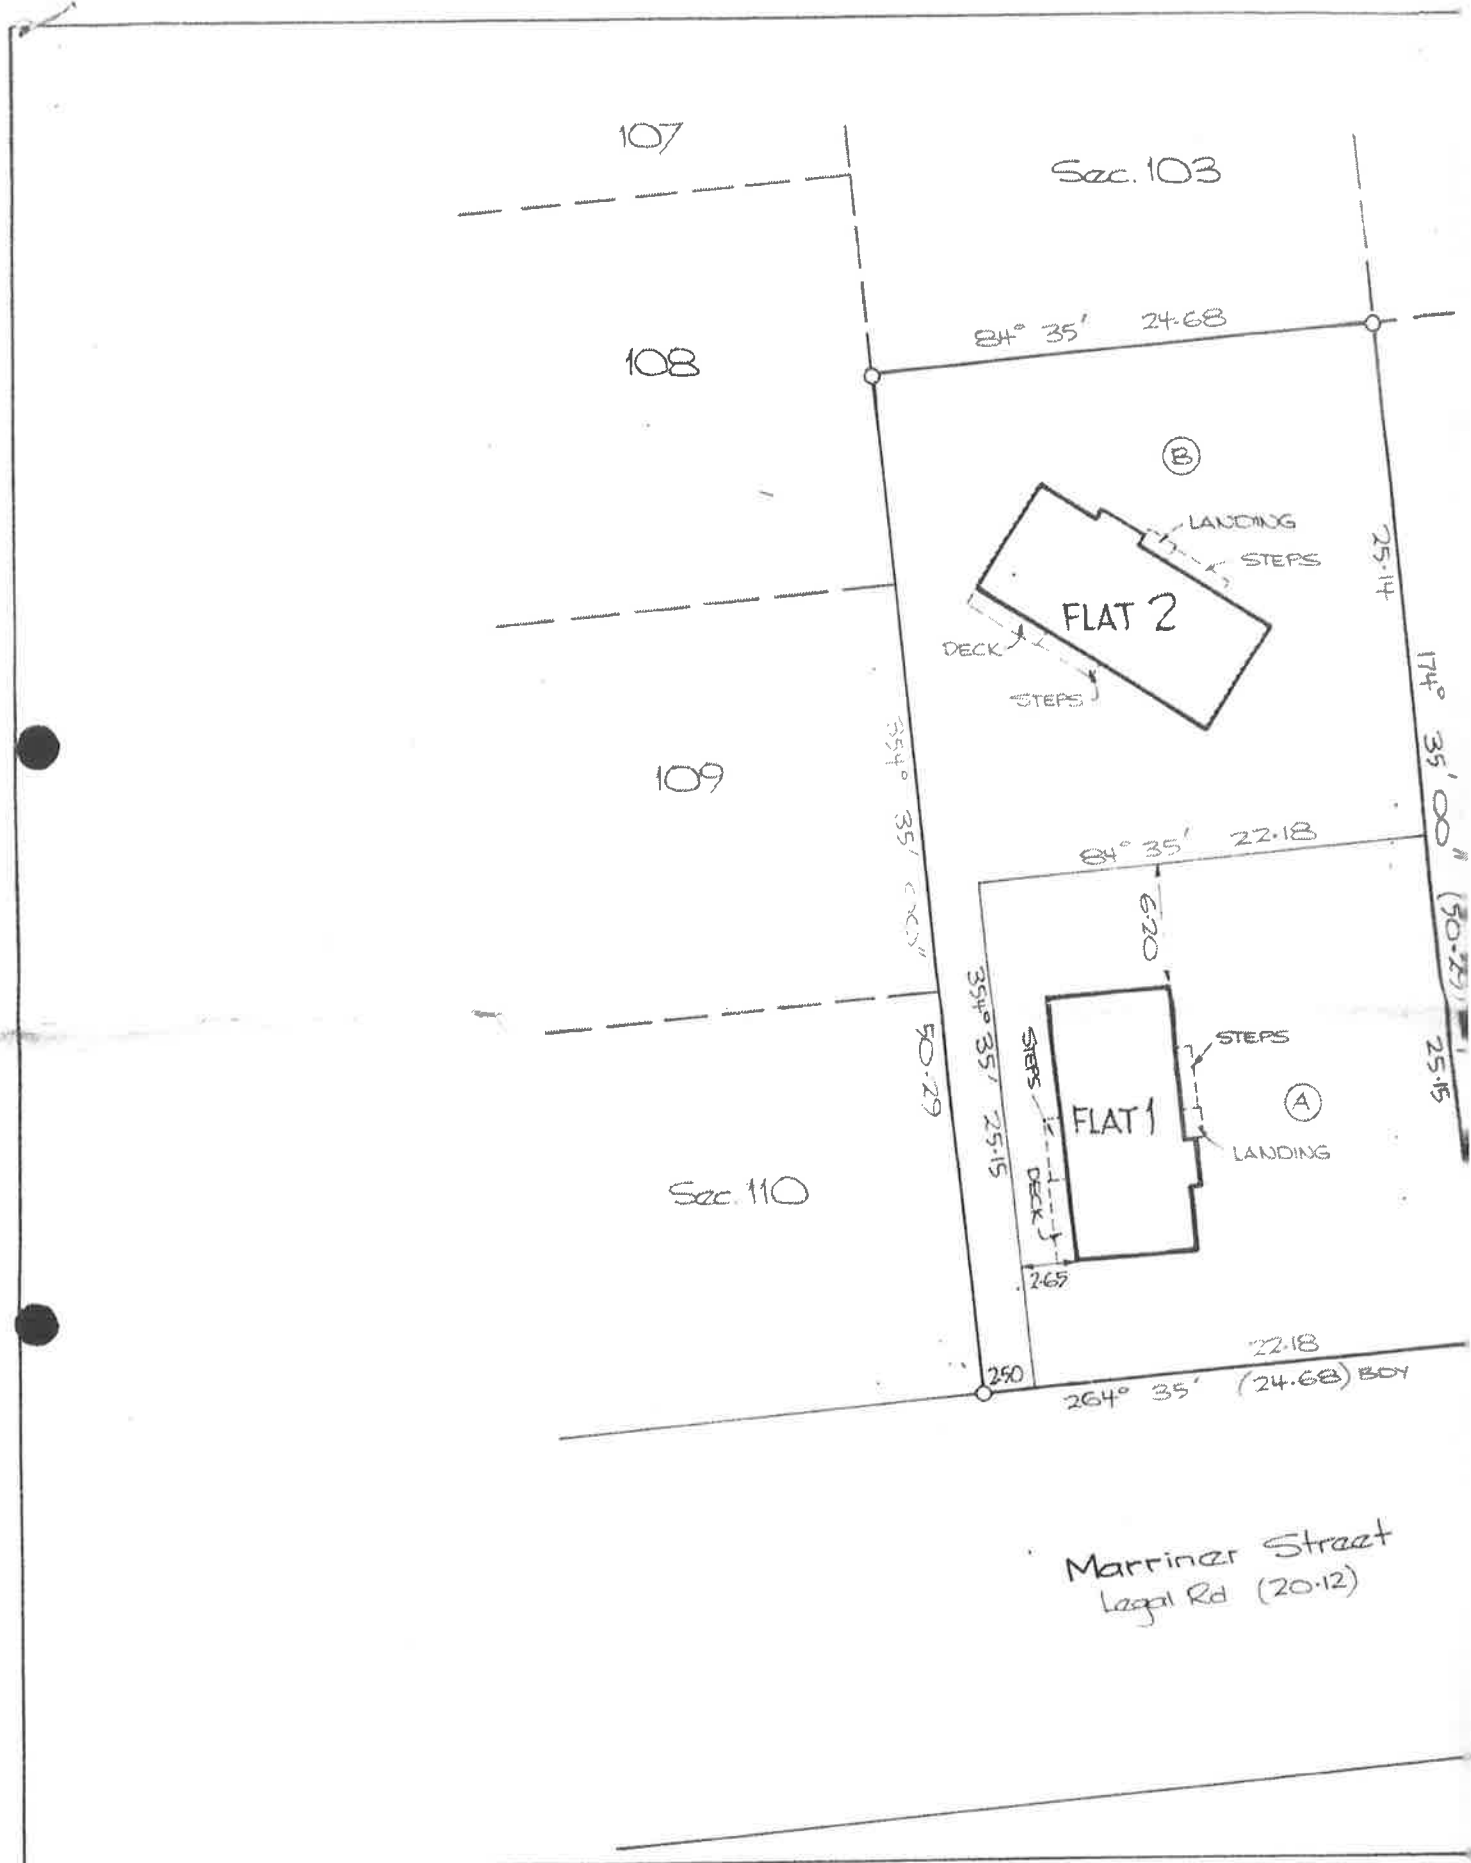 107
Sec. 103
84° 35' 24.68
108
B
LANDING
STEPS
25.14
FLAT 2
DECK
STEPS
174° 35' 00" (50.29)
354° 35' 00"
109
84° 35' 22.18
6.20
354° 35' 25.15
50.29
STEPS
STEPS
25.15
A
FLAT 1
LANDING
DECK
Sec. 110
2.65
22.18
2.50
264° 35' (24.68) BDY
Marriner Street
Legal Rd (20.12)